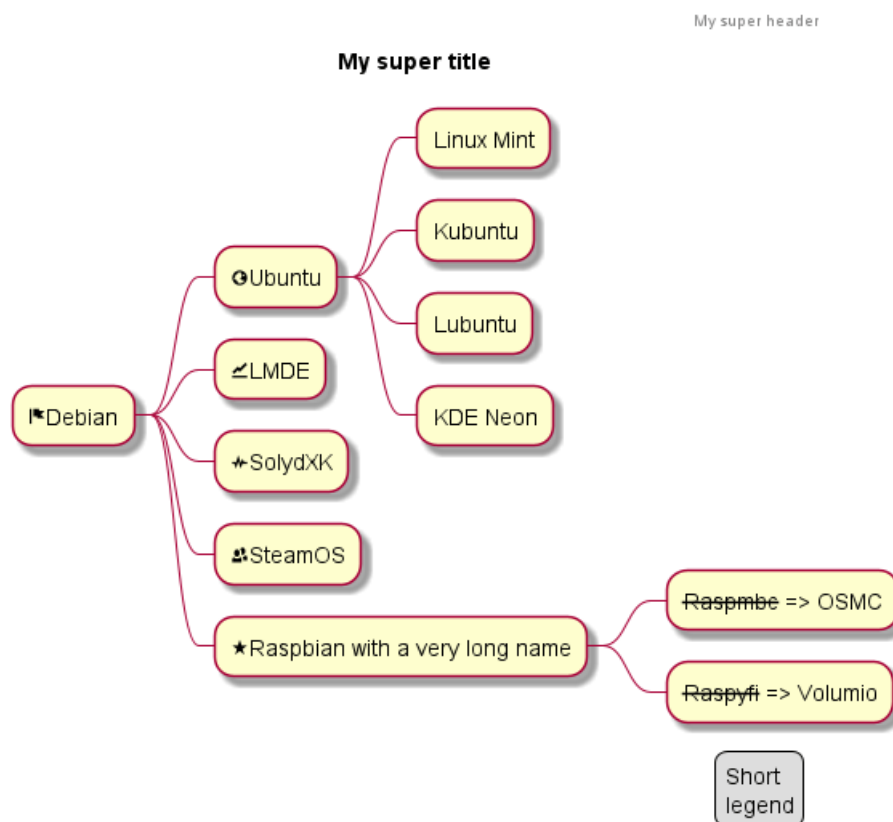 My super header
My super title
Linux Mint
Kubuntu
Ubuntu
Lubuntu
LMDE
Debian
KDE Neon
SolydXK
SteamOS
Raspmbc => OSMC
Raspbian with a very long name
Raspyfi => Volumio
Short
legend